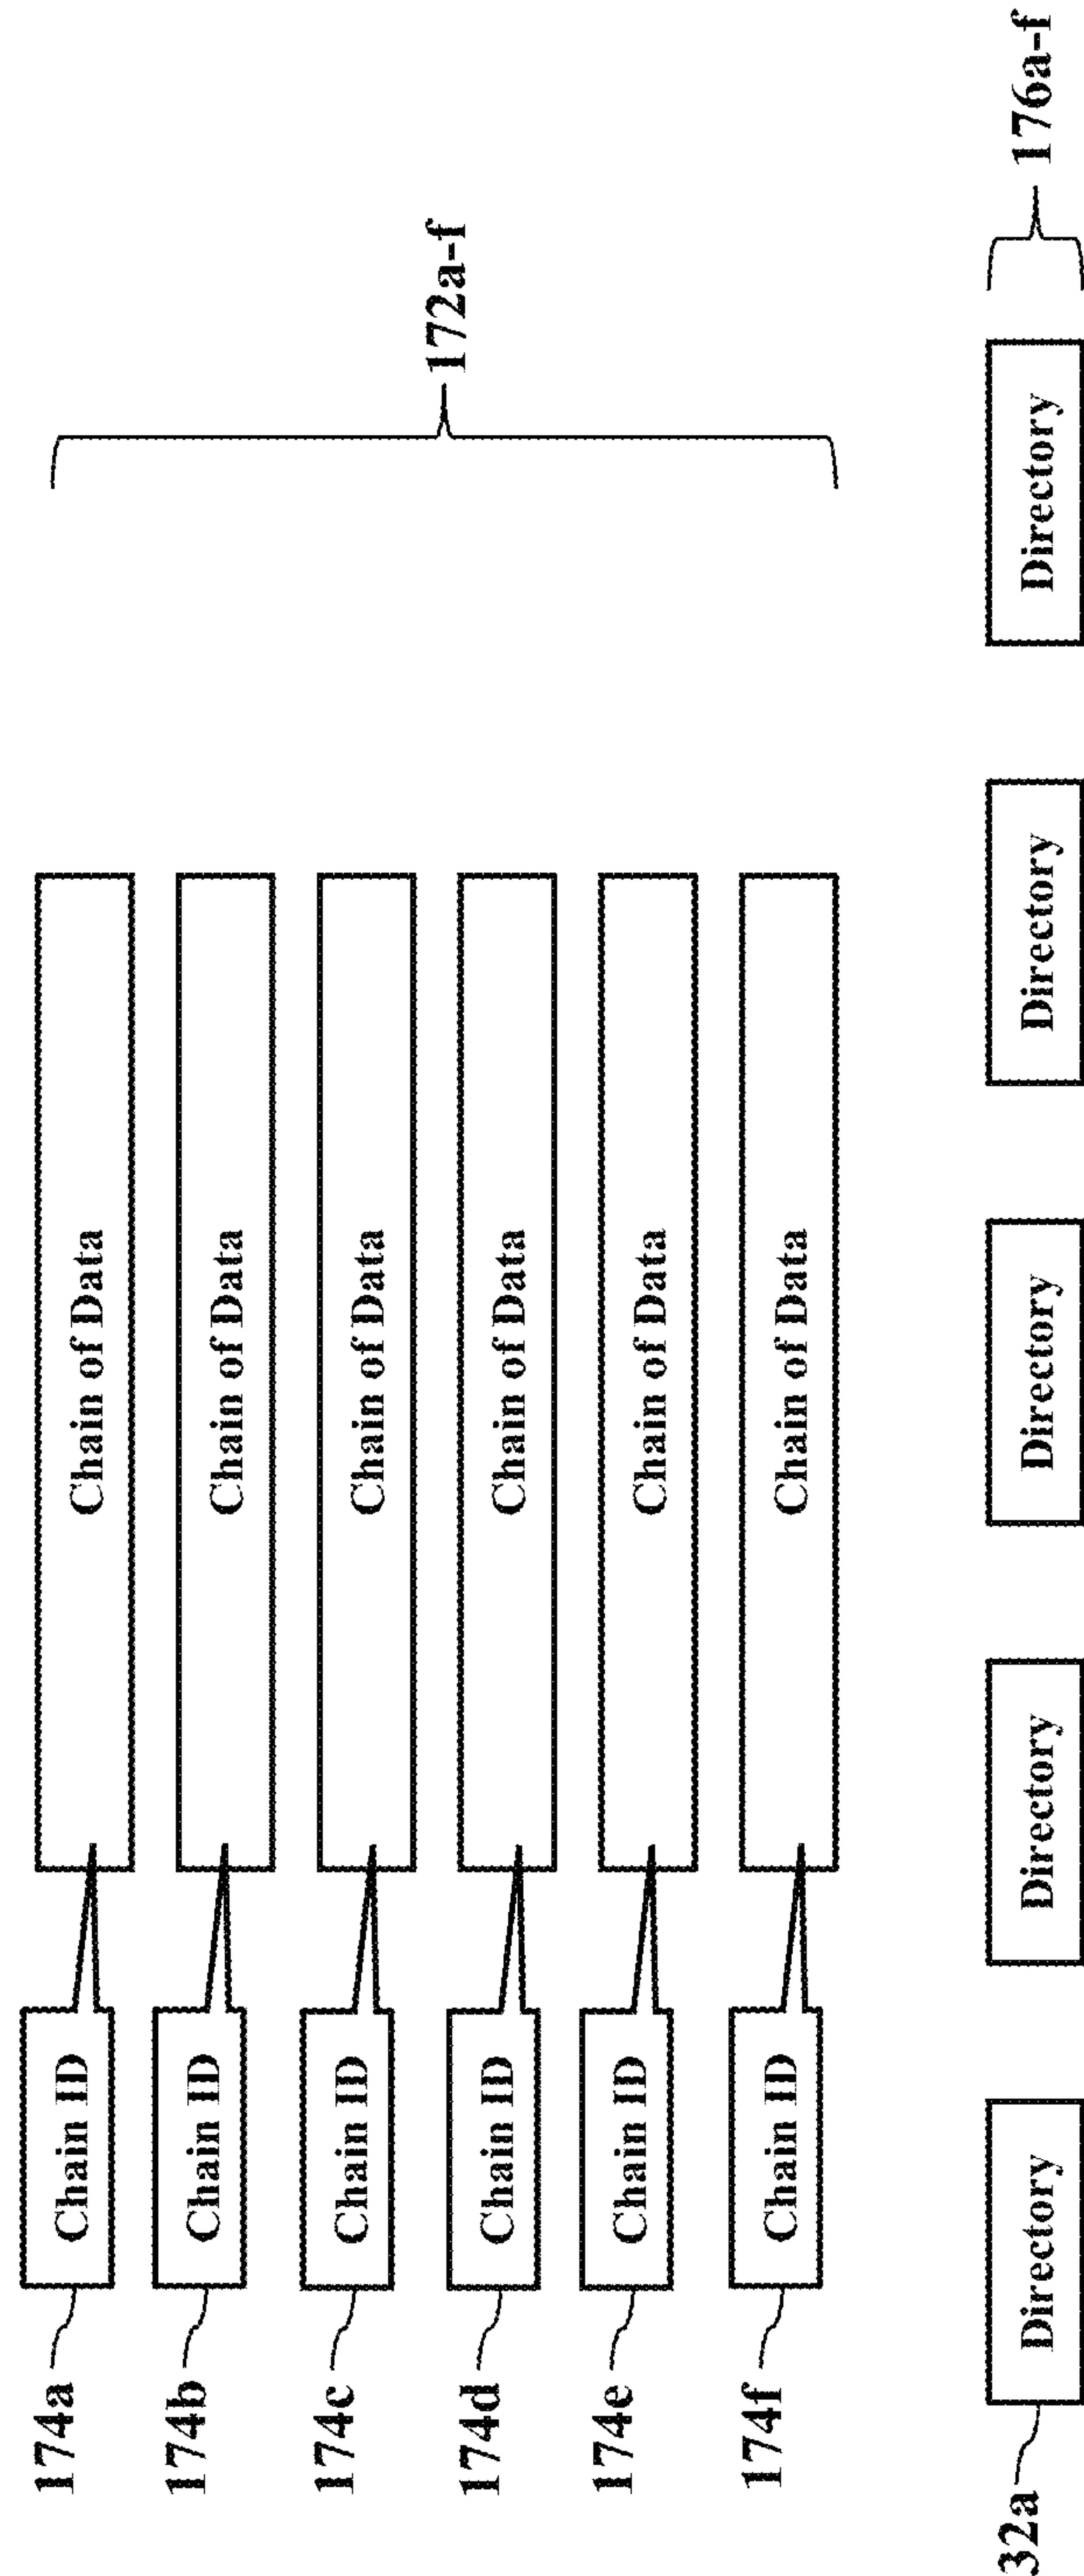 174a Chain ID Chain of Data
174b Chain ID Chain of Data
174c Chain ID Chain of Data
172a-f
174d Chain ID Chain of Data
174e Chain ID Chain of Data
174f Chain ID Chain of Data
32a Directory Directory Directory Directory Directory 176a-f